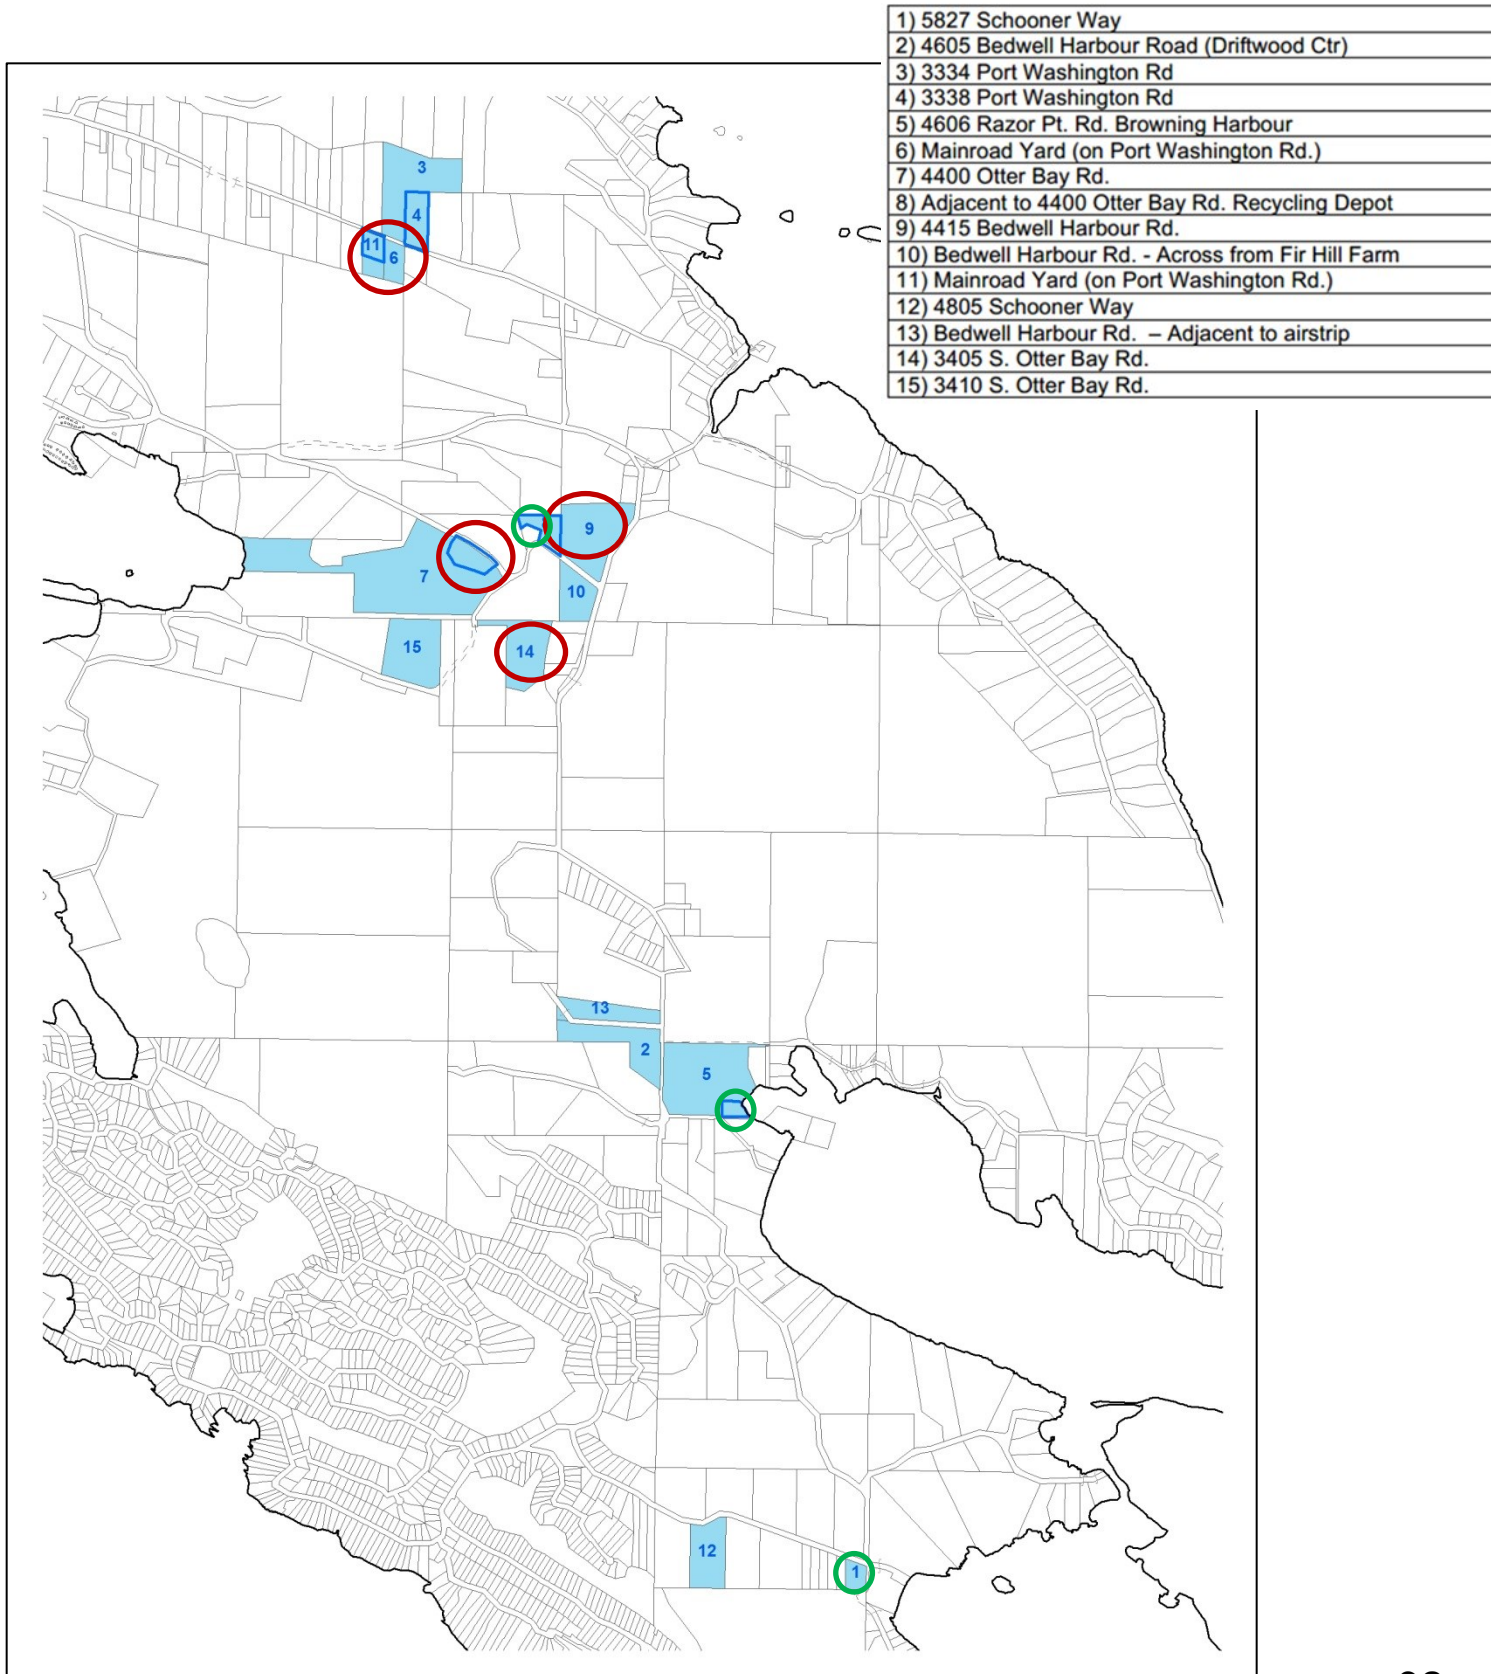 1) 5827 Schooner Way
2) 4605 Bedwell Harbour Road (Driftwood Ctr)
3) 3334 Port Washington Rd
4) 3338 Port Washington Rd
5) 4606 Razor Pt. Rd. Browning Harbour
6) Mainroad Yard (on Port Washington Rd.)
7) 4400 Otter Bay Rd.
8) Adjacent to 4400 Otter Bay Rd. Recycling Depot
9) 4415 Bedwell Harbour Rd.
10) Bedwell Harbour Rd. - Across from Fir Hill Farm
11) Mainroad Yard (on Port Washington Rd.)
12) 4805 Schooner Way
13) Bedwell Harbour Rd. – Adjacent to airstrip
14) 3405 S. Otter Bay Rd.
15) 3410 S. Otter Bay Rd.
3
4
11
6
9
7
10
15
14
13
2
5
12
1